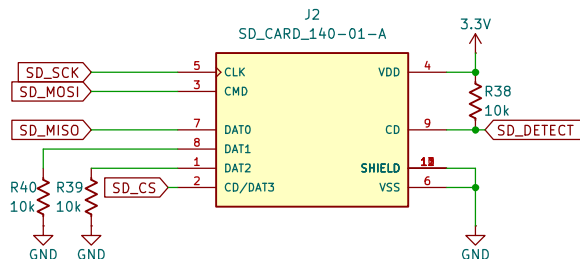 J2
SD_CARD_140-01-A
3.3V
SD_SCK
5
CLK
VDD
4
SD_MOSI
3
CMD
R38
10k
SD_MISO
7
DAT0
CD
9
SD_DETECT
8
DAT1
1
DAT2
SHIELD
R40
10k
R39
10k
SD_CS
2
CD/DAT3
VSS
6
GND
GND
GND